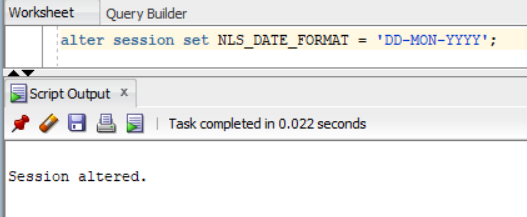 Worksheet Query Builder
alter session set NLS_DATE_FORMAT = 'DD-MON-YYYY';
Script Output x
Task completed in 0.022 seconds
Session altered.